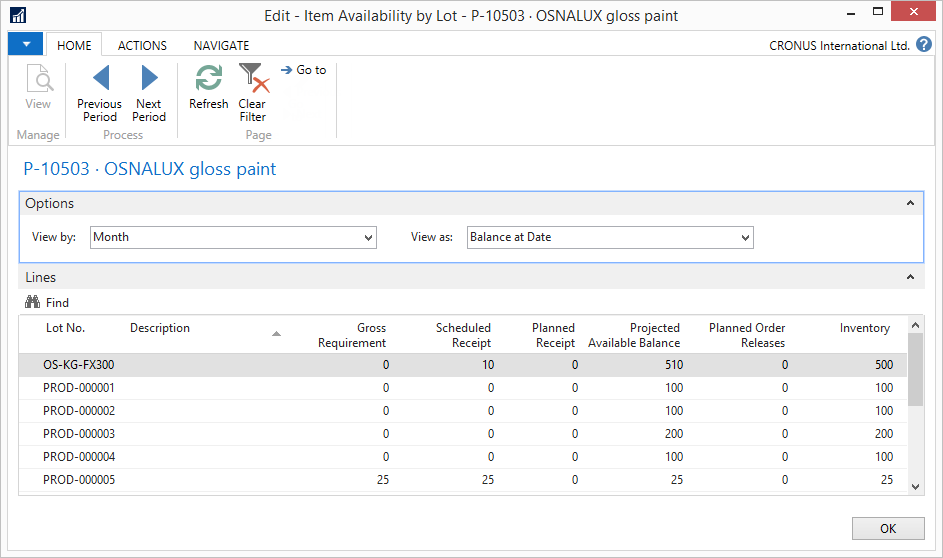 Edit - Item Availability by Lot - P-10503 · OSNALUX gloss paint
HOME ACTIONS NAVIGATE CRONUS International Ltd. ?
View
Previous Period
Next Period
Refresh
Clear Filter
Go to
Manage Process Page
P-10503 · OSNALUX gloss paint
Options
View by: Month View as: Balance at Date
Lines
Find
Lot No. Description Gross Requirement Scheduled Receipt Planned Receipt Projected Available Balance Planned Order Releases Inventory
OS-KG-FX300 0 10 0 510 0 500
PROD-000001 0 0 0 100 0 100
PROD-000002 0 0 0 100 0 100
PROD-000003 0 0 0 200 0 200
PROD-000004 0 0 0 100 0 100
PROD-000005 25 25 0 25 0 25
OK